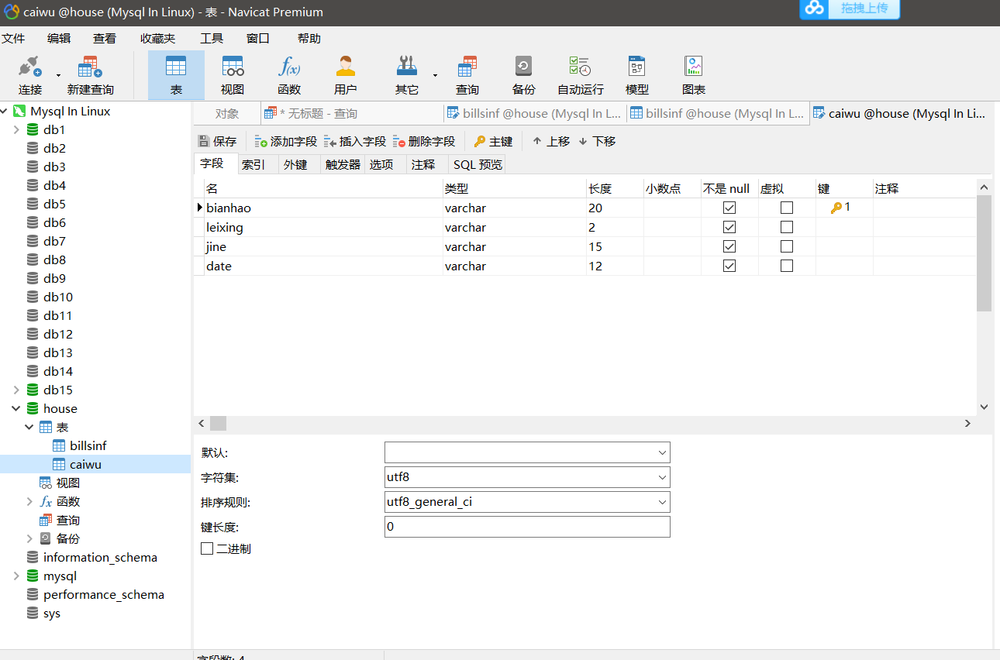 caiwu @house (Mysql In Linux) - 表 - Navicat Premium
拖拽上传
文件 编辑 查看 收藏夹 工具 窗口 帮助
连接 新建查询 表 视图 函数 用户 其它 查询 备份 自动运行 模型 图表
Mysql In Linux
db1
db2
db3
db4
db5
db6
db7
db8
db9
db10
db11
db12
db13
db14
db15
house
表
billsinf
caiwu
视图
fx 函数
查询
备份
information_schema
mysql
performance_schema
sys
对象 * 无标题 - 查询 billsinf @house (Mysql In L... billsinf @house (Mysql In L... caiwu @house (Mysql In Li...
保存 添加字段 插入字段 删除字段 主键 上移 下移
字段 索引 外键 触发器 选项 注释 SQL 预览
名 类型 长度 小数点 不是 null 虚拟 键 注释
bianhao varchar 20 1
leixing varchar 2
jine varchar 15
date varchar 12
默认:
字符集: utf8
排序规则: utf8_general_ci
键长度: 0
二进制
字段数: 4